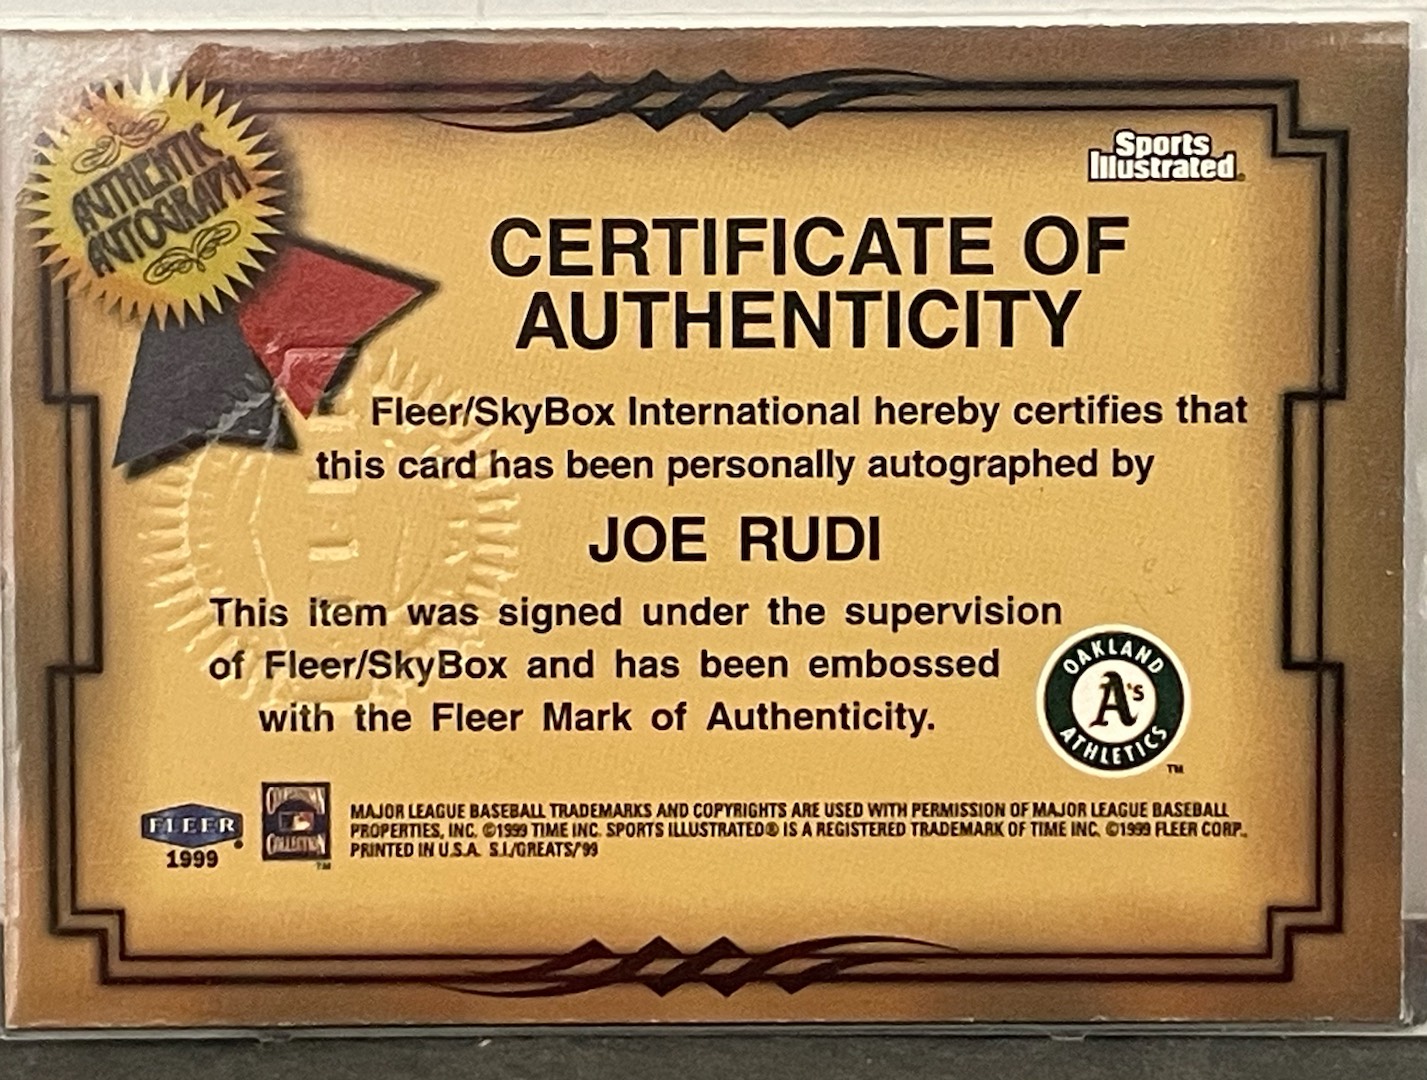 AUTHENTIC
AUTOGRAPH
Sports
Illustrated
CERTIFICATE OF
AUTHENTICITY
Fleer/SkyBox International hereby certifies that
this card has been personally autographed by
JOE RUDI
This item was signed under the supervision
of Fleer/SkyBox and has been embossed
with the Fleer Mark of Authenticity.
OAKLAND
A's
ATHLETICS
TM
FLEER
1999
COOPERSTOWN
COLLECTION
TM
MAJOR LEAGUE BASEBALL TRADEMARKS AND COPYRIGHTS ARE USED WITH PERMISSION OF MAJOR LEAGUE BASEBALL
PROPERTIES, INC. ©1999 TIME INC. SPORTS ILLUSTRATED® IS A REGISTERED TRADEMARK OF TIME INC. ©1999 FLEER CORP.,
PRINTED IN U.S.A. S.I./GREATS/'99